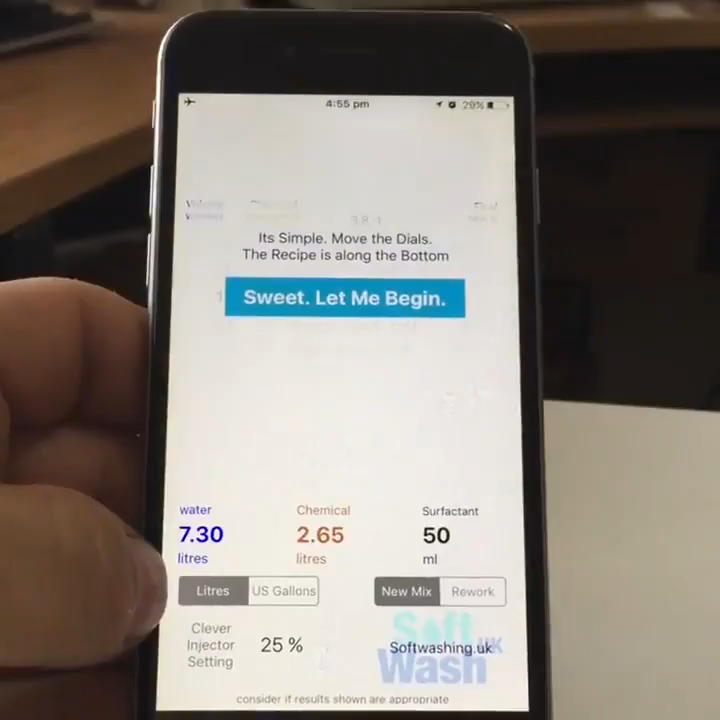 4:55 pm
29%
Its Simple. Move the Dials.
The Recipe is along the Bottom
Sweet. Let Me Begin.
water
Chemical
Surfactant
7.30
2.65
50
litres
litres
ml
Litres
US Gallons
New Mix
Rework
Clever
Injector
Setting
25 %
Soft
UK
Wash
Softwashing.uk
consider if results shown are appropriate